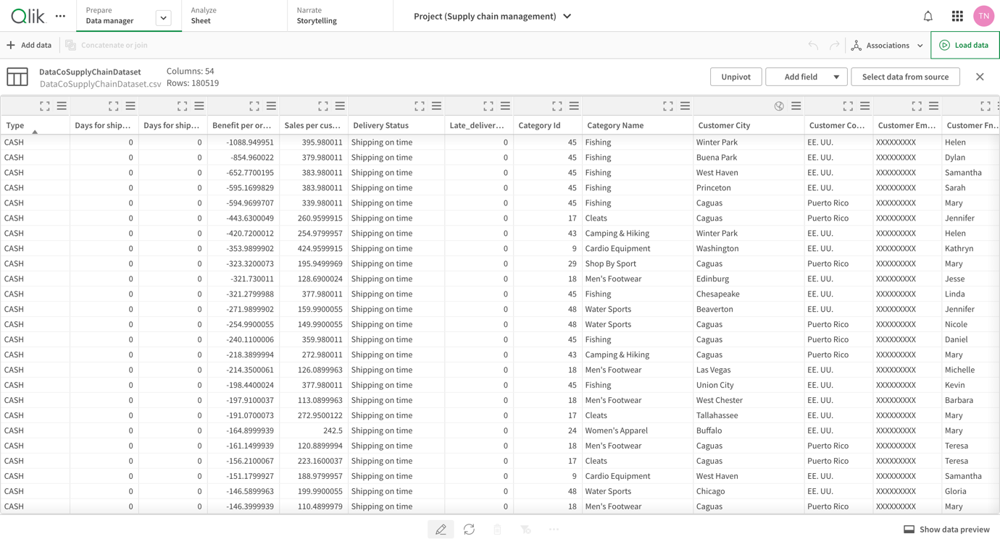 Qlik
Prepare
Data manager
Analyze
Sheet
Narrate
Storytelling
Project (Supply chain management)
TN
Add data
Concatenate or join
Associations
Load data
DataCoSupplyChainDataset
DataCoSupplyChainDataset.csv
Columns: 54
Rows: 180519
Unpivot
Add field
Select data from source
Type Days for ship... Days for ship... Benefit per or... Sales per cus... Delivery Status Late_deliver... Category Id Category Name Customer City Customer Co... Customer Em... Customer Fn...
CASH 0 0 -1088.949951 395.980011 Shipping on time 0 45 Fishing Winter Park EE. UU. XXXXXXXXX Helen
CASH 0 0 -854.960022 379.980011 Shipping on time 0 45 Fishing Buena Park EE. UU. XXXXXXXXX Dylan
CASH 0 0 -652.7700195 383.980011 Shipping on time 0 45 Fishing West Haven EE. UU. XXXXXXXXX Samantha
CASH 0 0 -595.1699829 383.980011 Shipping on time 0 45 Fishing Princeton EE. UU. XXXXXXXXX Sarah
CASH 0 0 -594.9699707 339.980011 Shipping on time 0 45 Fishing Caguas Puerto Rico XXXXXXXXX Mary
CASH 0 0 -443.6300049 260.9599915 Shipping on time 0 17 Cleats Caguas Puerto Rico XXXXXXXXX Jennifer
CASH 0 0 -420.7200012 254.9799957 Shipping on time 0 43 Camping & Hiking Winter Park EE. UU. XXXXXXXXX Helen
CASH 0 0 -353.9899902 424.9599915 Shipping on time 0 9 Cardio Equipment Washington EE. UU. XXXXXXXXX Kathryn
CASH 0 0 -323.3200073 195.9499969 Shipping on time 0 29 Shop By Sport Caguas Puerto Rico XXXXXXXXX Mary
CASH 0 0 -321.730011 128.6900024 Shipping on time 0 18 Men's Footwear Edinburg EE. UU. XXXXXXXXX Jesse
CASH 0 0 -321.2799988 377.980011 Shipping on time 0 45 Fishing Chesapeake EE. UU. XXXXXXXXX Linda
CASH 0 0 -271.9899902 159.9900055 Shipping on time 0 48 Water Sports Beaverton EE. UU. XXXXXXXXX Jennifer
CASH 0 0 -254.9900055 149.9900055 Shipping on time 0 48 Water Sports Caguas Puerto Rico XXXXXXXXX Nicole
CASH 0 0 -240.1100006 359.980011 Shipping on time 0 45 Fishing Caguas Puerto Rico XXXXXXXXX Daniel
CASH 0 0 -218.3899994 272.980011 Shipping on time 0 43 Camping & Hiking Caguas Puerto Rico XXXXXXXXX Mary
CASH 0 0 -214.3500061 126.0899963 Shipping on time 0 18 Men's Footwear Las Vegas EE. UU. XXXXXXXXX Michelle
CASH 0 0 -198.4400024 377.980011 Shipping on time 0 45 Fishing Union City EE. UU. XXXXXXXXX Kevin
CASH 0 0 -197.9100037 113.0899963 Shipping on time 0 18 Men's Footwear West Chester EE. UU. XXXXXXXXX Barbara
CASH 0 0 -191.0700073 272.9500122 Shipping on time 0 17 Cleats Tallahassee EE. UU. XXXXXXXXX Mary
CASH 0 0 -164.8999939 242.5 Shipping on time 0 24 Women's Apparel Buffalo EE. UU. XXXXXXXXX Mary
CASH 0 0 -161.1499939 120.8899994 Shipping on time 0 18 Men's Footwear Caguas Puerto Rico XXXXXXXXX Teresa
CASH 0 0 -156.2100067 223.1600037 Shipping on time 0 17 Cleats Caguas Puerto Rico XXXXXXXXX Teresa
CASH 0 0 -151.1799927 188.9799957 Shipping on time 0 9 Cardio Equipment West Haven EE. UU. XXXXXXXXX Samantha
CASH 0 0 -146.5899963 199.9900055 Shipping on time 0 48 Water Sports Chicago EE. UU. XXXXXXXXX Gloria
CASH 0 0 -146.3999939 110.4899979 Shipping on time 0 18 Men's Footwear Caguas Puerto Rico XXXXXXXXX Mary
Show data preview